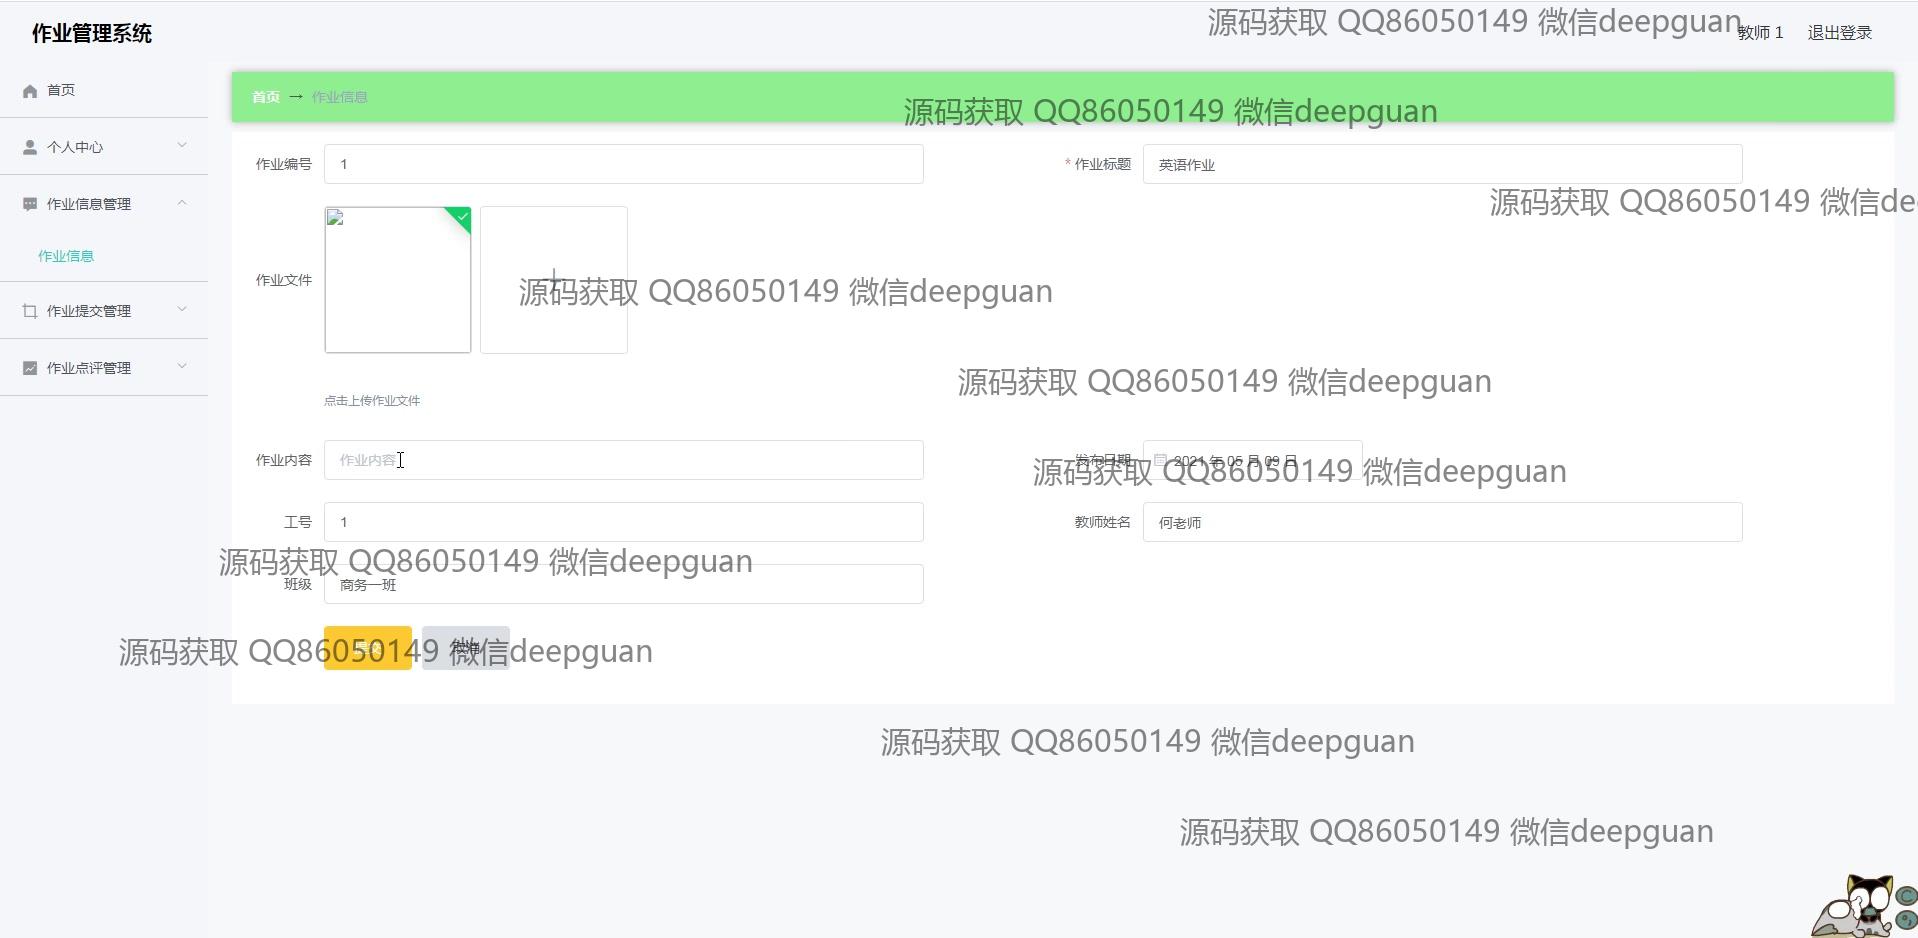 作业管理系统
源码获取 QQ86050149 微信deepguan
教师 1 退出登录
首页
首页 → 作业信息
源码获取 QQ86050149 微信deepguan
个人中心
作业编号 1
* 作业标题 英语作业
作业信息管理
源码获取 QQ86050149 微信de
作业信息
作业文件
源码获取 QQ86050149 微信deepguan
作业提交管理
作业点评管理
源码获取 QQ86050149 微信deepguan
点击上传作业文件
作业内容 作业内容
发布日期 2021 年 05 月 09 日
源码获取 QQ86050149 微信deepguan
工号 1
教师姓名 何老师
源码获取 QQ86050149 微信deepguan
班级 商务一班
提交 取消
源码获取 QQ86050149 微信deepguan
源码获取 QQ86050149 微信deepguan
源码获取 QQ86050149 微信deepguan